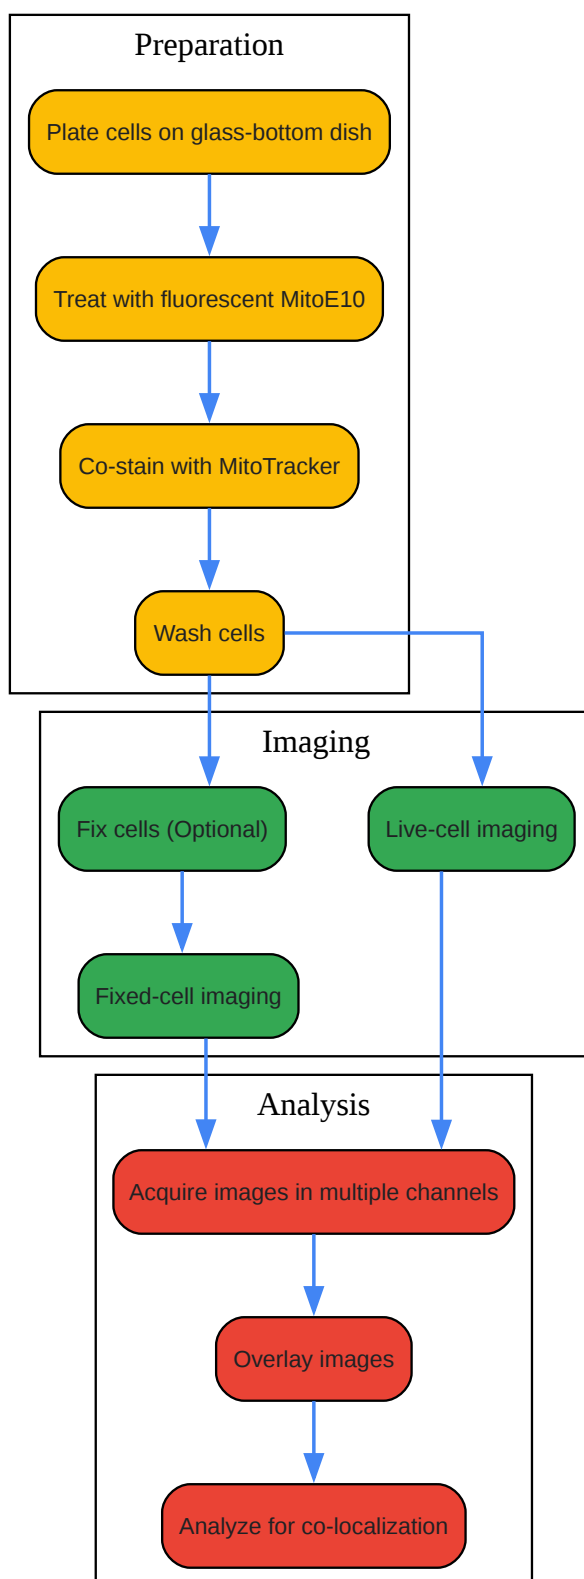 Preparation
Plate cells on glass-bottom dish
Treat with fluorescent MitoE10
Co-stain with MitoTracker
Wash cells
Imaging
Fix cells (Optional)
Live-cell imaging
Fixed-cell imaging
Analysis
Acquire images in multiple channels
Overlay images
Analyze for co-localization